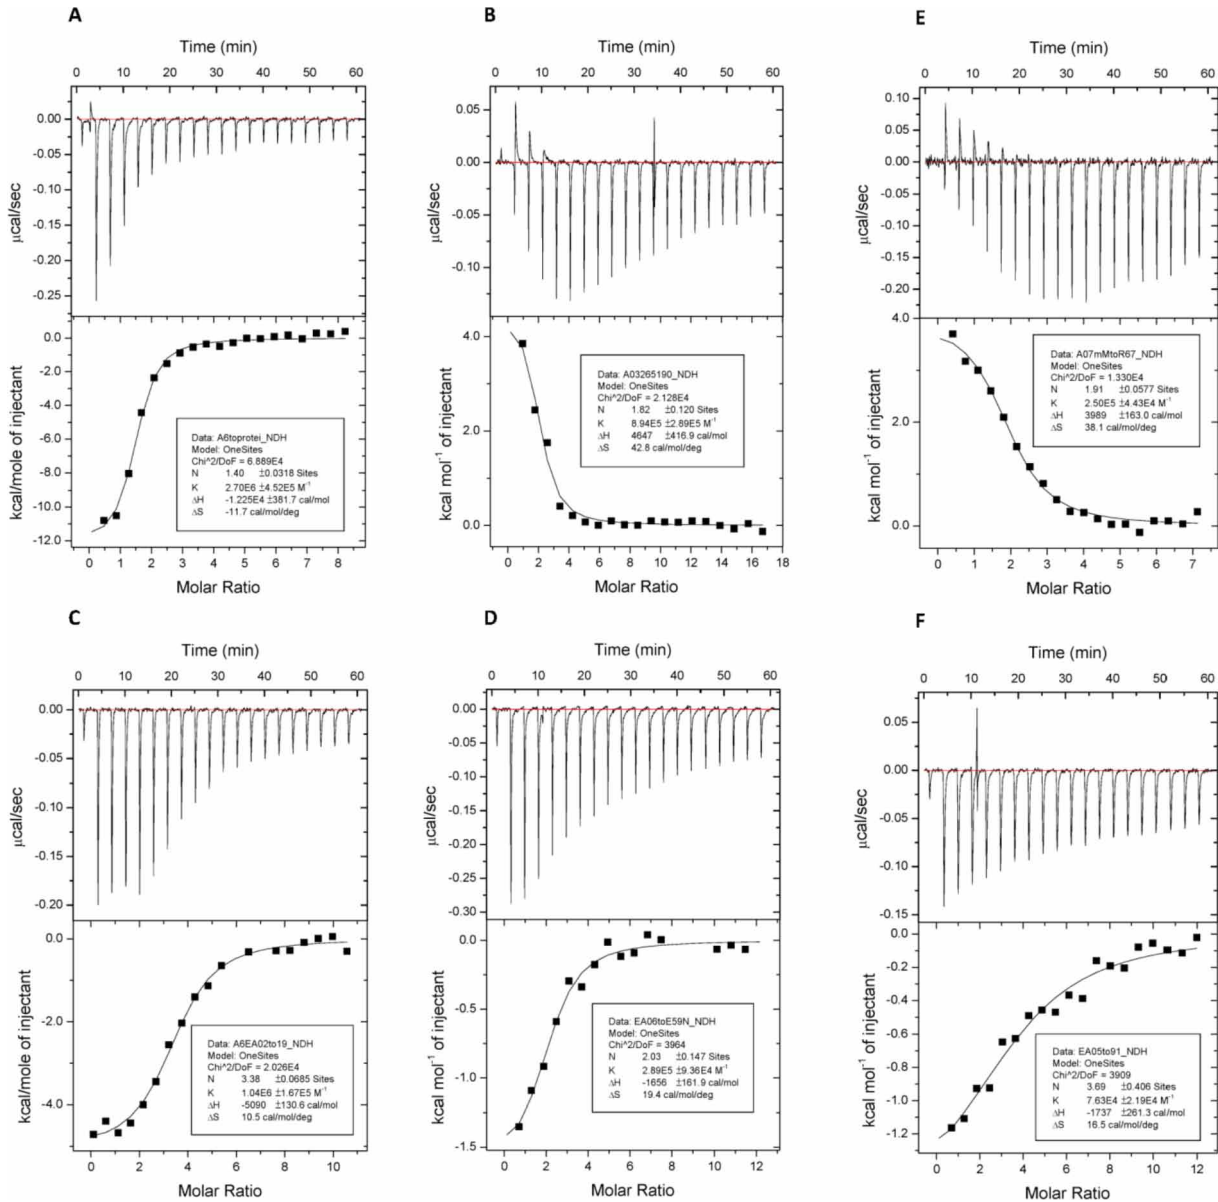 A
Time (min)
0 10 20 30 40 50 60
0.00
-0.05
-0.10
-0.15
-0.20
-0.25
µcal/sec
0.0
-2.0
-4.0
-6.0
-8.0
-10.0
-12.0
kcal/mole of injectant
Data: A6toprotei_NDH
Model: OneSites
Chi^2/DoF = 6.889E4
N 1.40 ±0.0318 Sites
K 2.70E6 ±4.52E5 M⁻¹
ΔH -1.225E4 ±381.7 cal/mol
ΔS -11.7 cal/mol/deg
0 1 2 3 4 5 6 7 8
Molar Ratio
B
Time (min)
0 10 20 30 40 50 60
0.05
0.00
-0.05
-0.10
µcal/sec
4.0
2.0
0.0
kcal mol⁻¹ of injectant
Data: A03265190_NDH
Model: OneSites
Chi^2/DoF = 2.128E4
N 1.82 ±0.120 Sites
K 8.94E5 ±2.89E5 M⁻¹
ΔH 4647 ±416.9 cal/mol
ΔS 42.8 cal/mol/deg
0 2 4 6 8 10 12 14 16 18
Molar Ratio
E
Time (min)
0 10 20 30 40 50 60
0.10
0.05
0.00
-0.05
-0.10
-0.15
-0.20
µcal/sec
4.0
2.0
0.0
kcal mol⁻¹ of injectant
Data: A07mMtoR67_NDH
Model: OneSites
Chi^2/DoF = 1.330E4
N 1.91 ±0.0577 Sites
K 2.50E5 ±4.43E4 M⁻¹
ΔH 3989 ±163.0 cal/mol
ΔS 38.1 cal/mol/deg
0 1 2 3 4 5 6 7
Molar Ratio
C
Time (min)
0 10 20 30 40 50 60
0.00
-0.05
-0.10
-0.15
-0.20
µcal/sec
0.0
-2.0
-4.0
kcal/mole of injectant
Data: A6EA02to19_NDH
Model: OneSites
Chi^2/DoF = 2.026E4
N 3.38 ±0.0685 Sites
K 1.04E6 ±1.67E5 M⁻¹
ΔH -5090 ±130.6 cal/mol
ΔS 10.5 cal/mol/deg
0 2 4 6 8 10
Molar Ratio
D
Time (min)
0 10 20 30 40 50 60
0.00
-0.05
-0.10
-0.15
-0.20
-0.25
-0.30
µcal/sec
0.0
-0.5
-1.0
-1.5
kcal mol⁻¹ of injectant
Data: EA06toE59N_NDH
Model: OneSites
Chi^2/DoF = 3964
N 2.03 ±0.147 Sites
K 2.89E5 ±9.36E4 M⁻¹
ΔH -1656 ±161.9 cal/mol
ΔS 19.4 cal/mol/deg
0 2 4 6 8 10 12
Molar Ratio
F
Time (min)
0 10 20 30 40 50 60
0.05
0.00
-0.05
-0.10
-0.15
µcal/sec
0.0
-0.2
-0.4
-0.6
-0.8
-1.0
-1.2
kcal mol⁻¹ of injectant
Data: EA05to91_NDH
Model: OneSites
Chi^2/DoF = 3909
N 3.69 ±0.406 Sites
K 7.63E4 ±2.19E4 M⁻¹
ΔH -1737 ±261.3 cal/mol
ΔS 16.5 cal/mol/deg
0 2 4 6 8 10 12
Molar Ratio